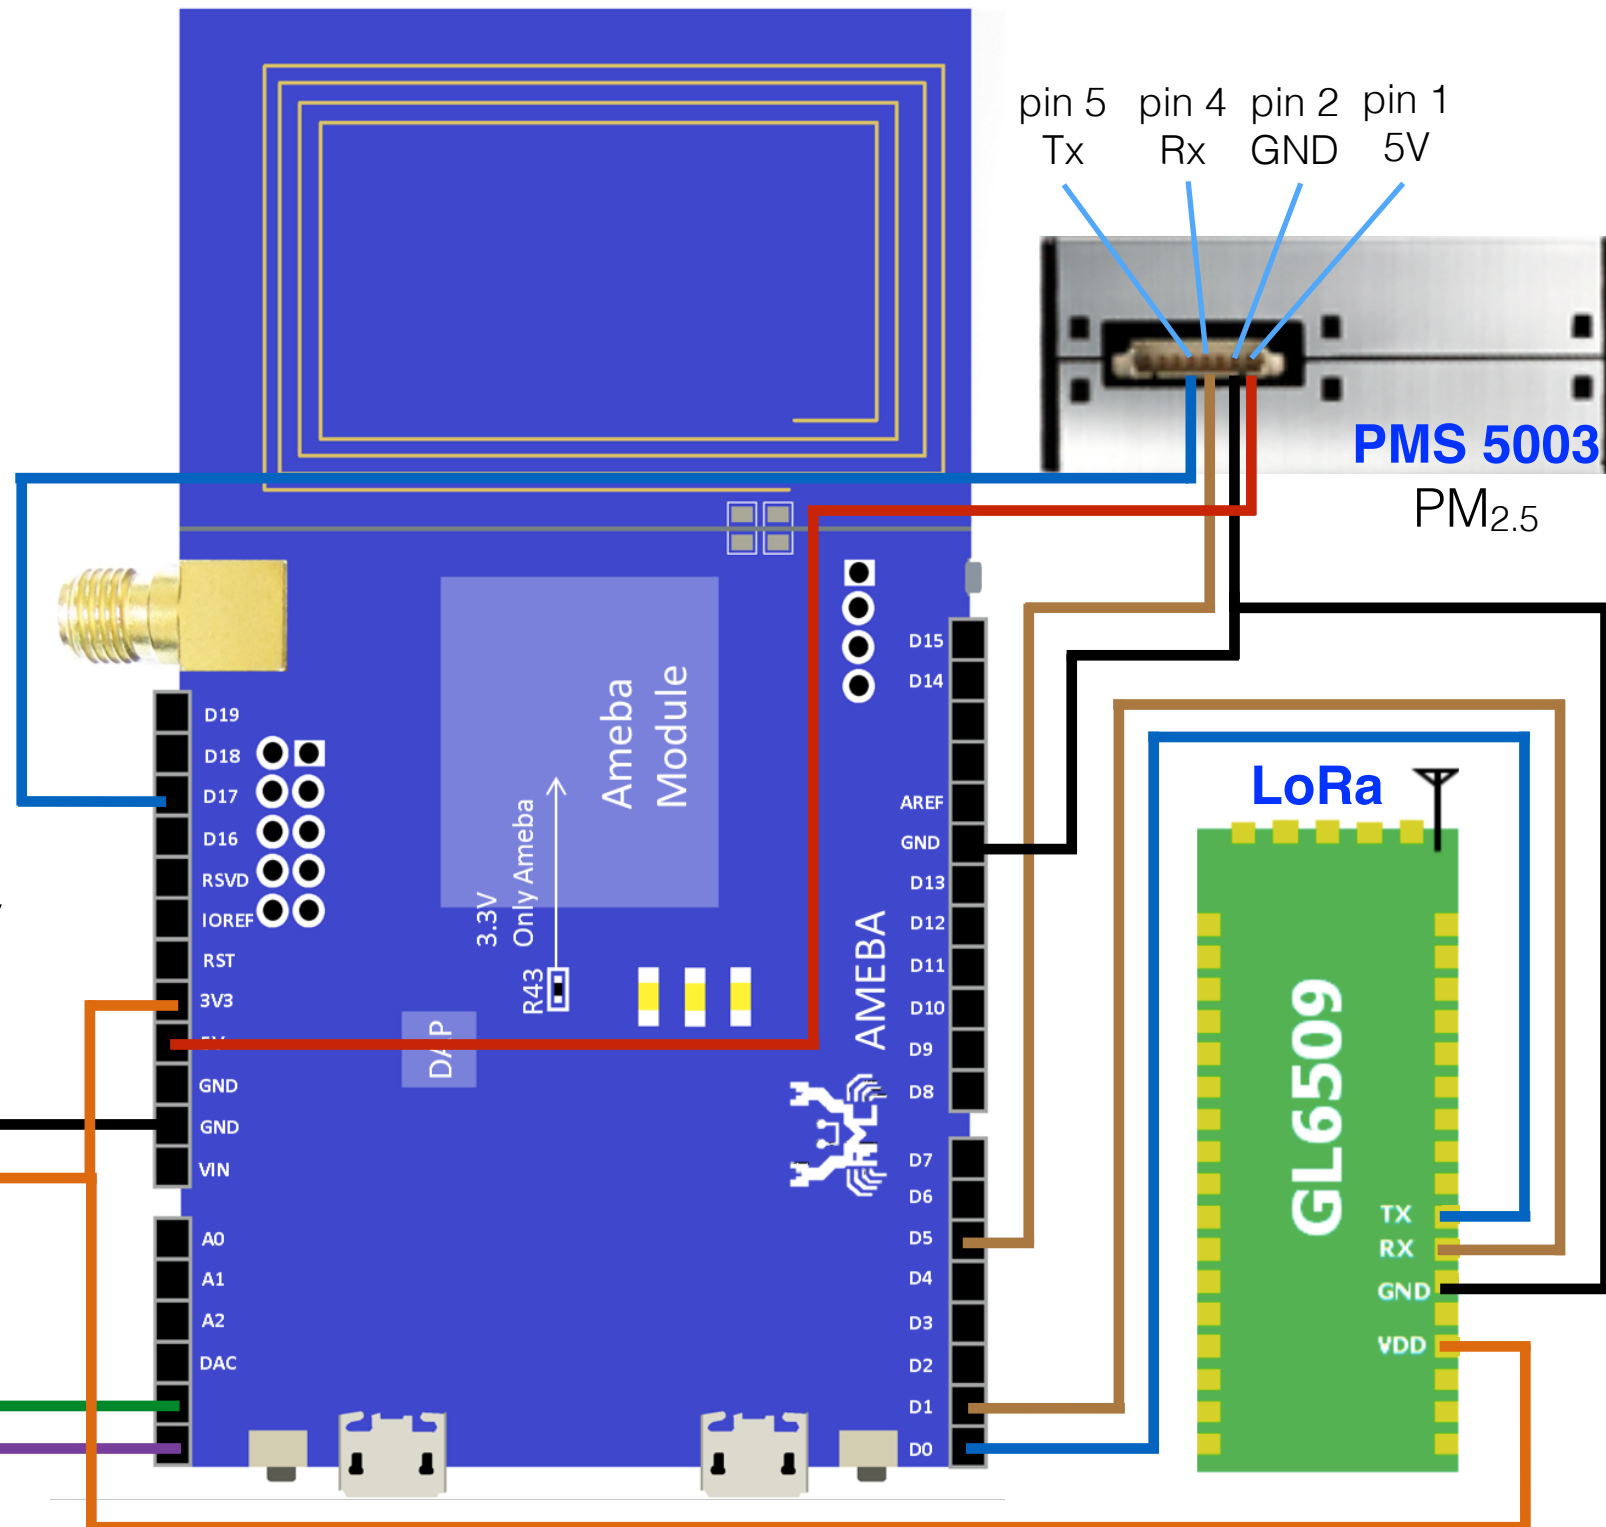 pin 5 pin 4 pin 2 pin 1
Tx Rx GND 5V
PMS 5003
PM2.5
D15
D14
AREF
GND
D13
D12
D11
D10
D9
D8
D7
D6
D5
D4
D3
D2
D1
D0
D19
D18
D17
D16
RSVD
IOREF
RST
3V3
GND
GND
VIN
A0
A1
A2
DAC
Ameba
Module
3.3V
Only Ameba
R43
DAP
AMEBA
LoRa
GL6509
TX
RX
GND
VDD